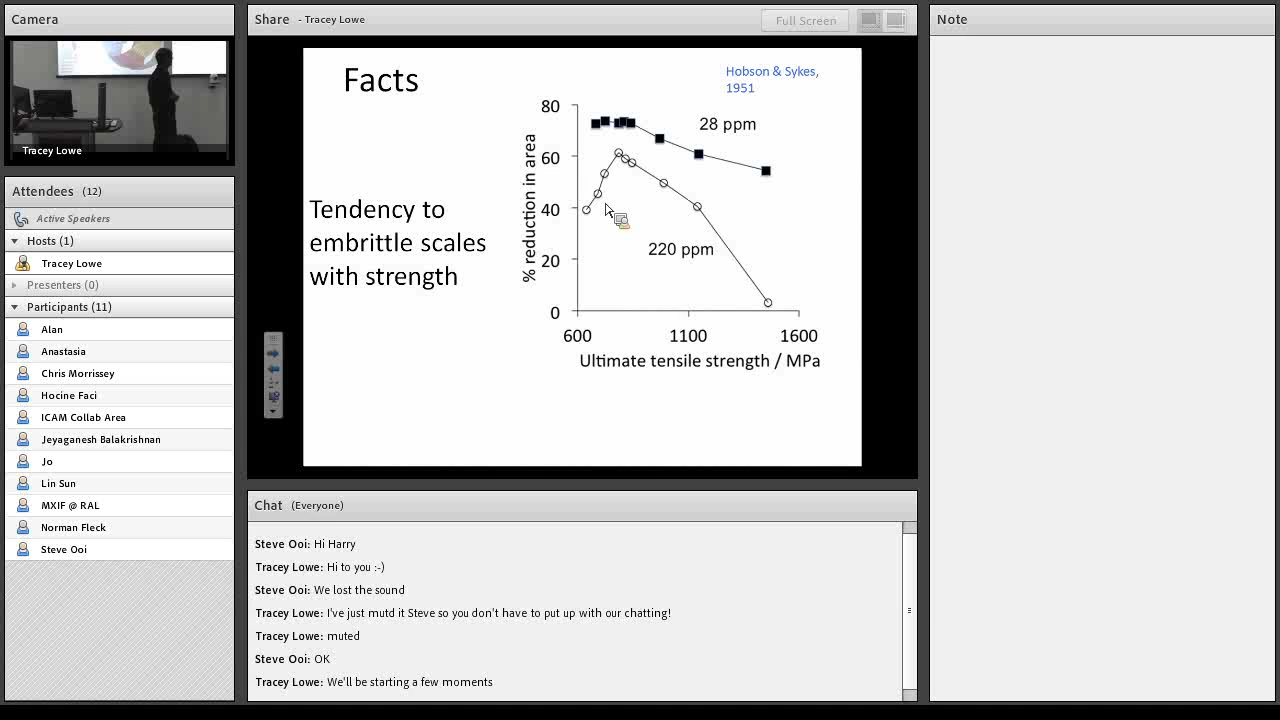 Camera
Tracey Lowe
Attendees (12)
Active Speakers
Hosts (1)
Tracey Lowe
Presenters (0)
Participants (11)
Alan
Anastasia
Chris Morrissey
Hocine Faci
ICAM Collab Area
Jeyaganesh Balakrishnan
Jo
Lin Sun
MXIF @ RAL
Norman Fleck
Steve Ooi
Share - Tracey Lowe
Full Screen
Facts
Hobson & Sykes,
1951
Tendency to
embrittle scales
with strength
% reduction in area
80
60
40
20
0
28 ppm
220 ppm
600 1100 1600
Ultimate tensile strength / MPa
Chat (Everyone)
Steve Ooi: Hi Harry
Tracey Lowe: Hi to you :-)
Steve Ooi: We lost the sound
Tracey Lowe: I've just mutd it Steve so you don't have to put up with our chatting!
Tracey Lowe: muted
Steve Ooi: OK
Tracey Lowe: We'll be starting a few moments
Note